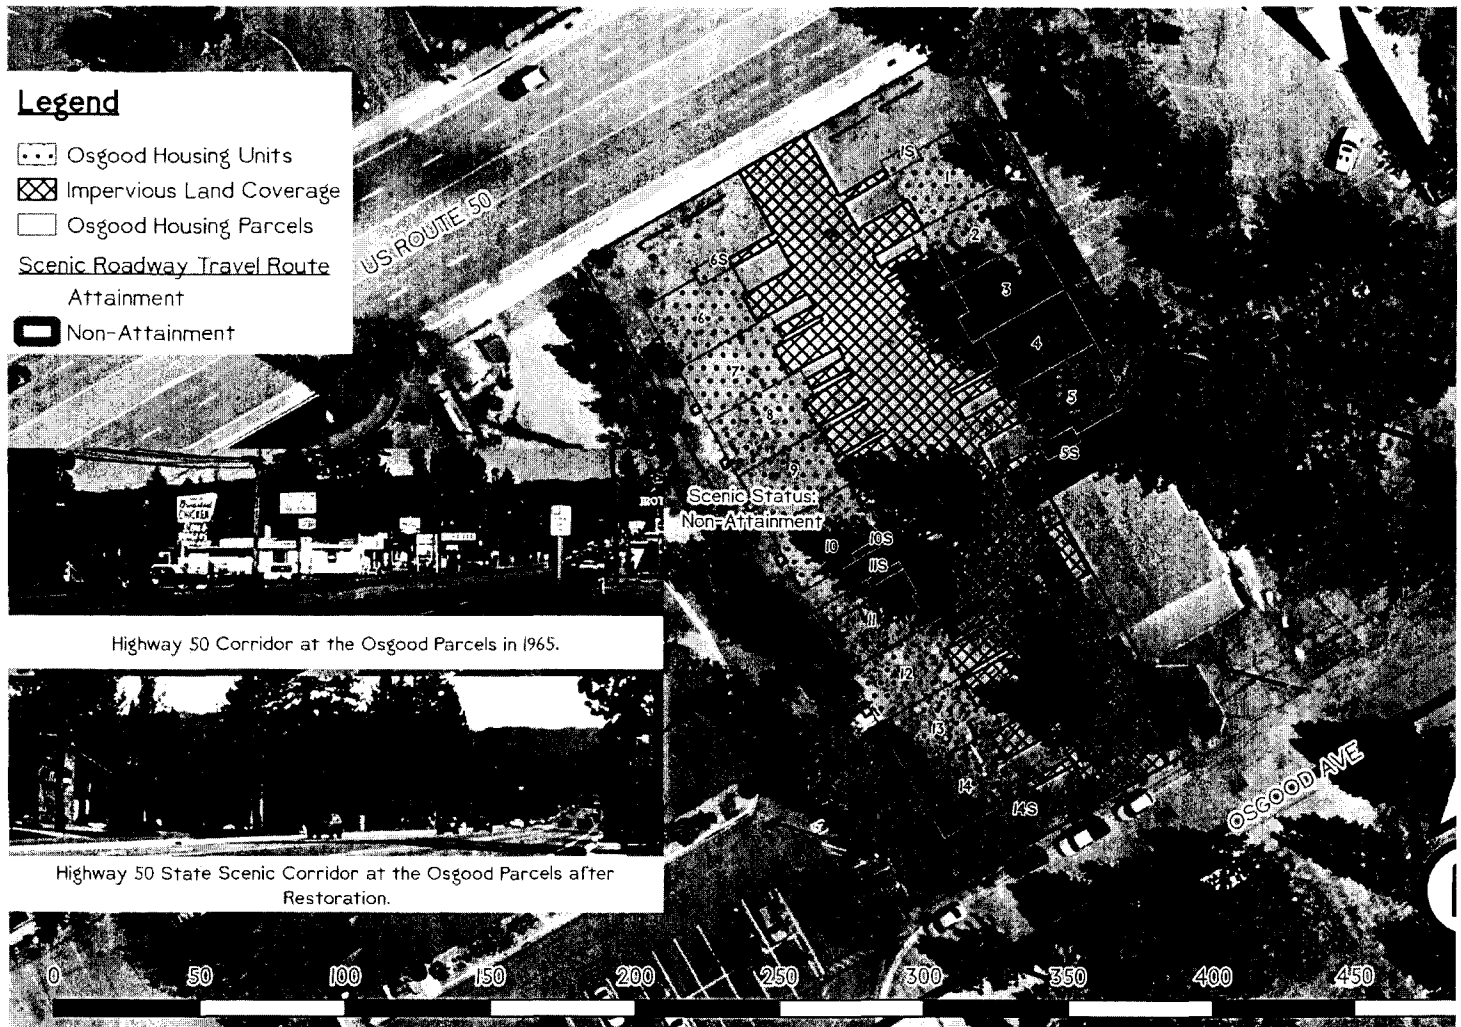 Legend
Osgood Housing Units
Impervious Land Coverage
Osgood Housing Parcels
Scenic Roadway Travel Route
Attainment
Non-Attainment
US ROUTE 50
1S
1
2
3
4
5
5S
6S
6
7
8
9
Scenic Status:
Non-Attainment
10
10S
11S
11
12
13
14
14S
OSGOOD AVE
CHICKEN
Highway 50 Corridor at the Osgood Parcels in 1965.
Highway 50 State Scenic Corridor at the Osgood Parcels after
Restoration.
0 50 100 150 200 250 300 350 400 450